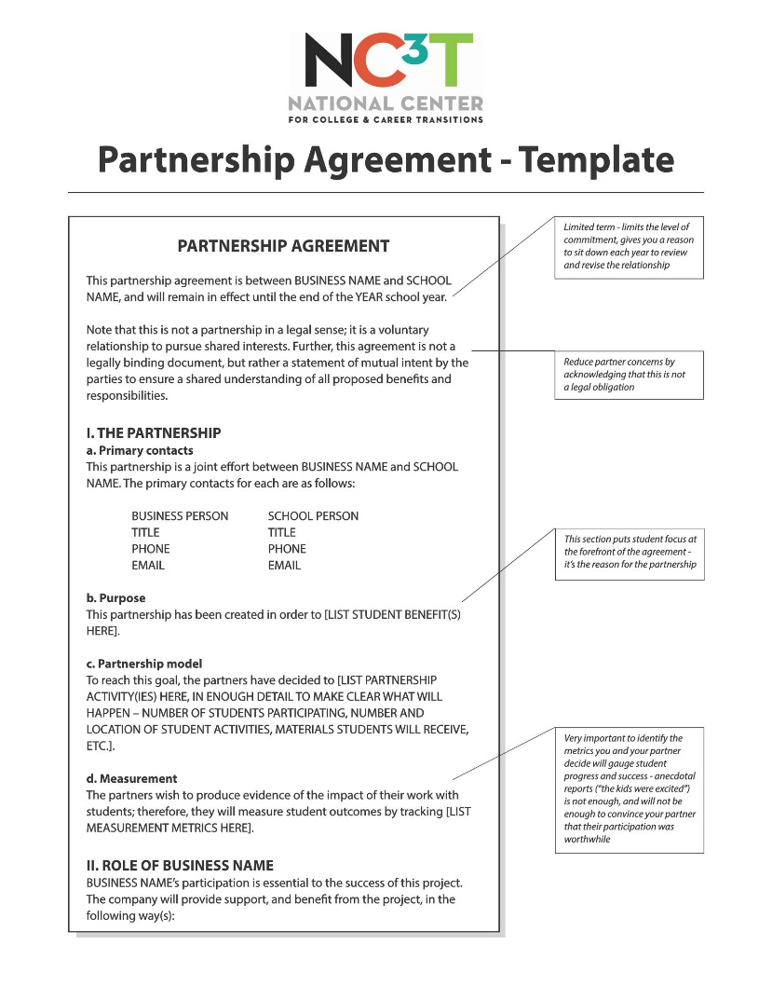 NC3T
NATIONAL CENTER
FOR COLLEGE & CAREER TRANSITIONS
Partnership Agreement - Template
PARTNERSHIP AGREEMENT
This partnership agreement is between BUSINESS NAME and SCHOOL
NAME, and will remain in effect until the end of the YEAR school year.
Note that this is not a partnership in a legal sense; it is a voluntary
relationship to pursue shared interests. Further, this agreement is not a
legally binding document, but rather a statement of mutual intent by the
parties to ensure a shared understanding of all proposed benefits and
responsibilities.
I. THE PARTNERSHIP
a. Primary contacts
This partnership is a joint effort between BUSINESS NAME and SCHOOL
NAME. The primary contacts for each are as follows:
BUSINESS PERSON SCHOOL PERSON
TITLE TITLE
PHONE PHONE
EMAIL EMAIL
b. Purpose
This partnership has been created in order to [LIST STUDENT BENEFIT(S)
HERE].
c. Partnership model
To reach this goal, the partners have decided to [LIST PARTNERSHIP
ACTIVITY(IES) HERE, IN ENOUGH DETAIL TO MAKE CLEAR WHAT WILL
HAPPEN – NUMBER OF STUDENTS PARTICIPATING, NUMBER AND
LOCATION OF STUDENT ACTIVITIES, MATERIALS STUDENTS WILL RECEIVE,
ETC.].
d. Measurement
The partners wish to produce evidence of the impact of their work with
students; therefore, they will measure student outcomes by tracking [LIST
MEASUREMENT METRICS HERE].
II. ROLE OF BUSINESS NAME
BUSINESS NAME's participation is essential to the success of this project.
The company will provide support, and benefit from the project, in the
following way(s):
Limited term - limits the level of
commitment, gives you a reason
to sit down each year to review
and revise the relationship
Reduce partner concerns by
acknowledging that this is not
a legal obligation
This section puts student focus at
the forefront of the agreement -
it's the reason for the partnership
Very important to identify the
metrics you and your partner
decide will gauge student
progress and success - anecdotal
reports ("the kids were excited")
is not enough, and will not be
enough to convince your partner
that their participation was
worthwhile